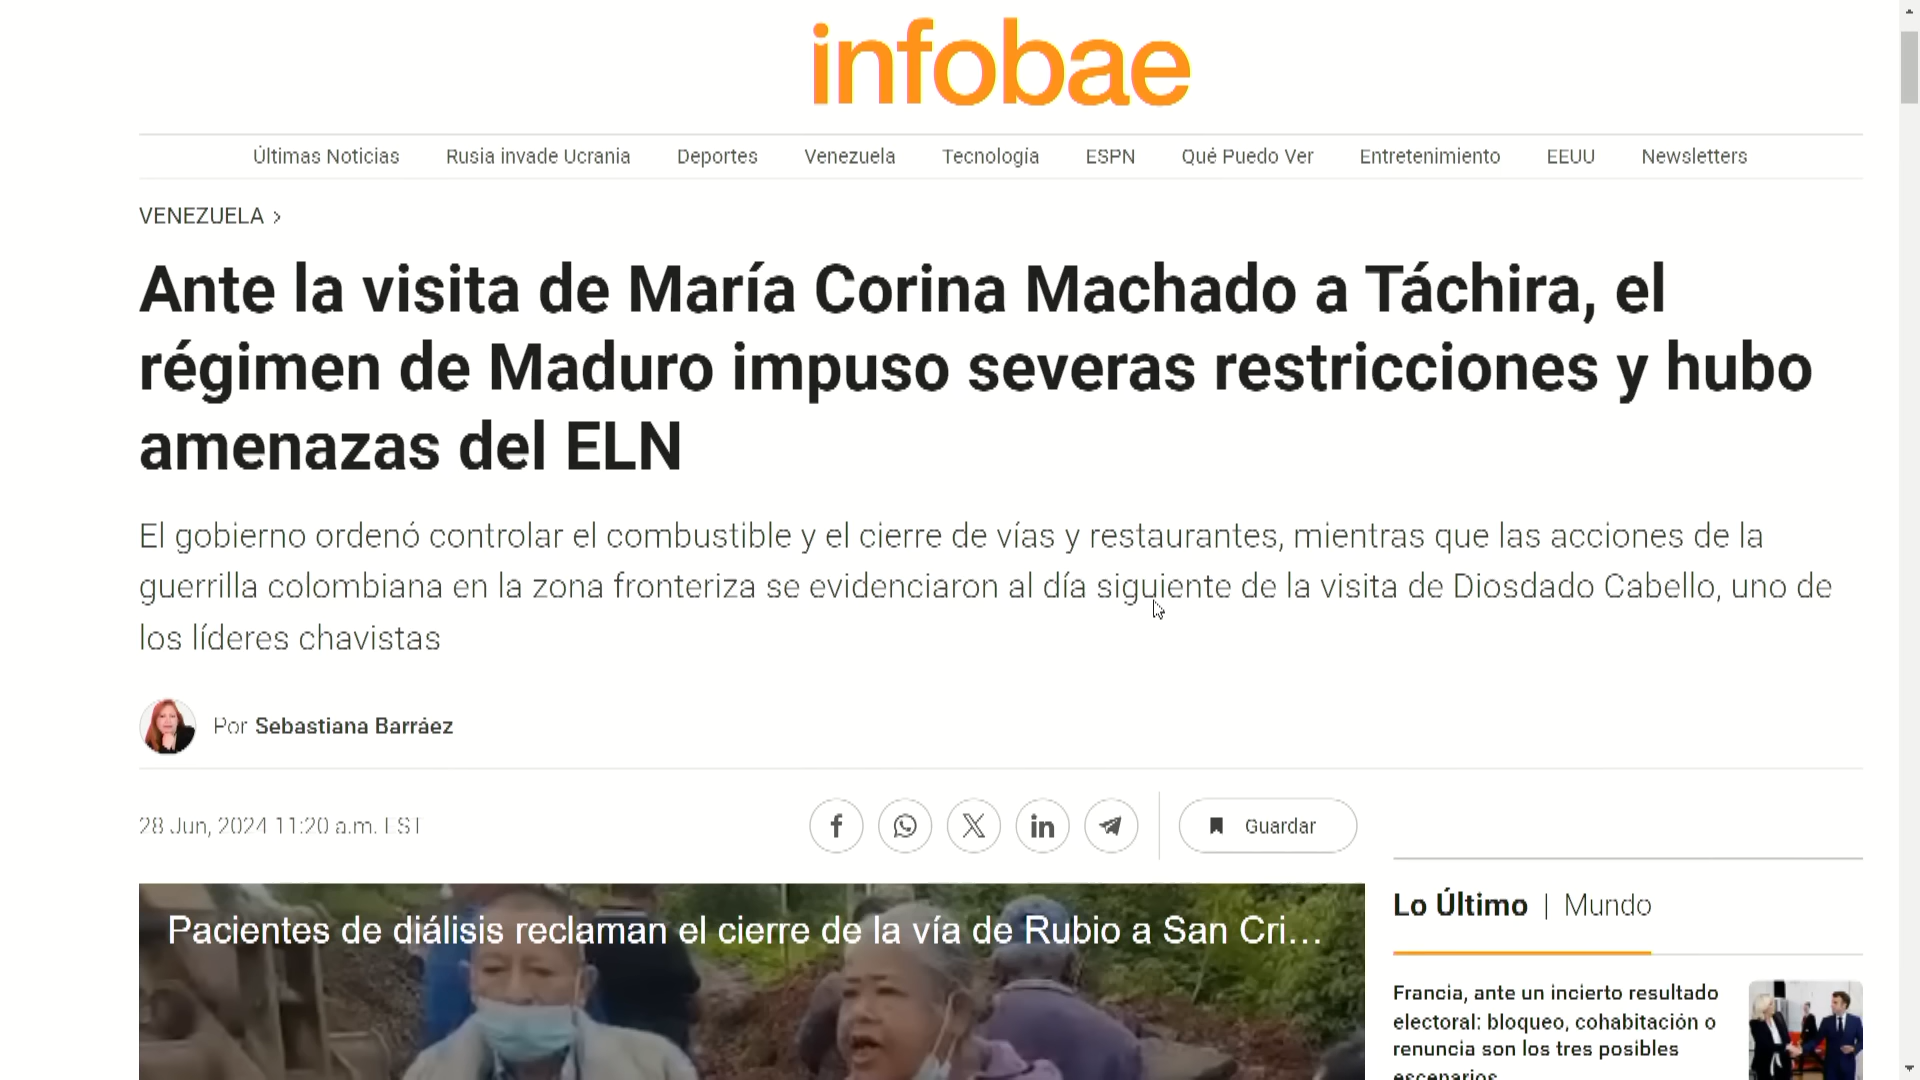 infobae
Últimas Noticias Rusia invade Ucrania Deportes Venezuela Tecnología ESPN Qué Puedo Ver Entretenimiento EEUU Newsletters
VENEZUELA >
Ante la visita de María Corina Machado a Táchira, el
régimen de Maduro impuso severas restricciones y hubo
amenazas del ELN
El gobierno ordenó controlar el combustible y el cierre de vías y restaurantes, mientras que las acciones de la
guerrilla colombiana en la zona fronteriza se evidenciaron al día siguiente de la visita de Diosdado Cabello, uno de
los líderes chavistas
Por Sebastiana Barráez
28 Jun, 2024 11:20 a.m.
Guardar
Pacientes de diálisis reclaman el cierre de la vía de Rubio a San Cri...
Lo Último | Mundo
Francia, ante un incierto resultado
electoral: bloqueo, cohabitación o
renuncia son los tres posibles
escenarios